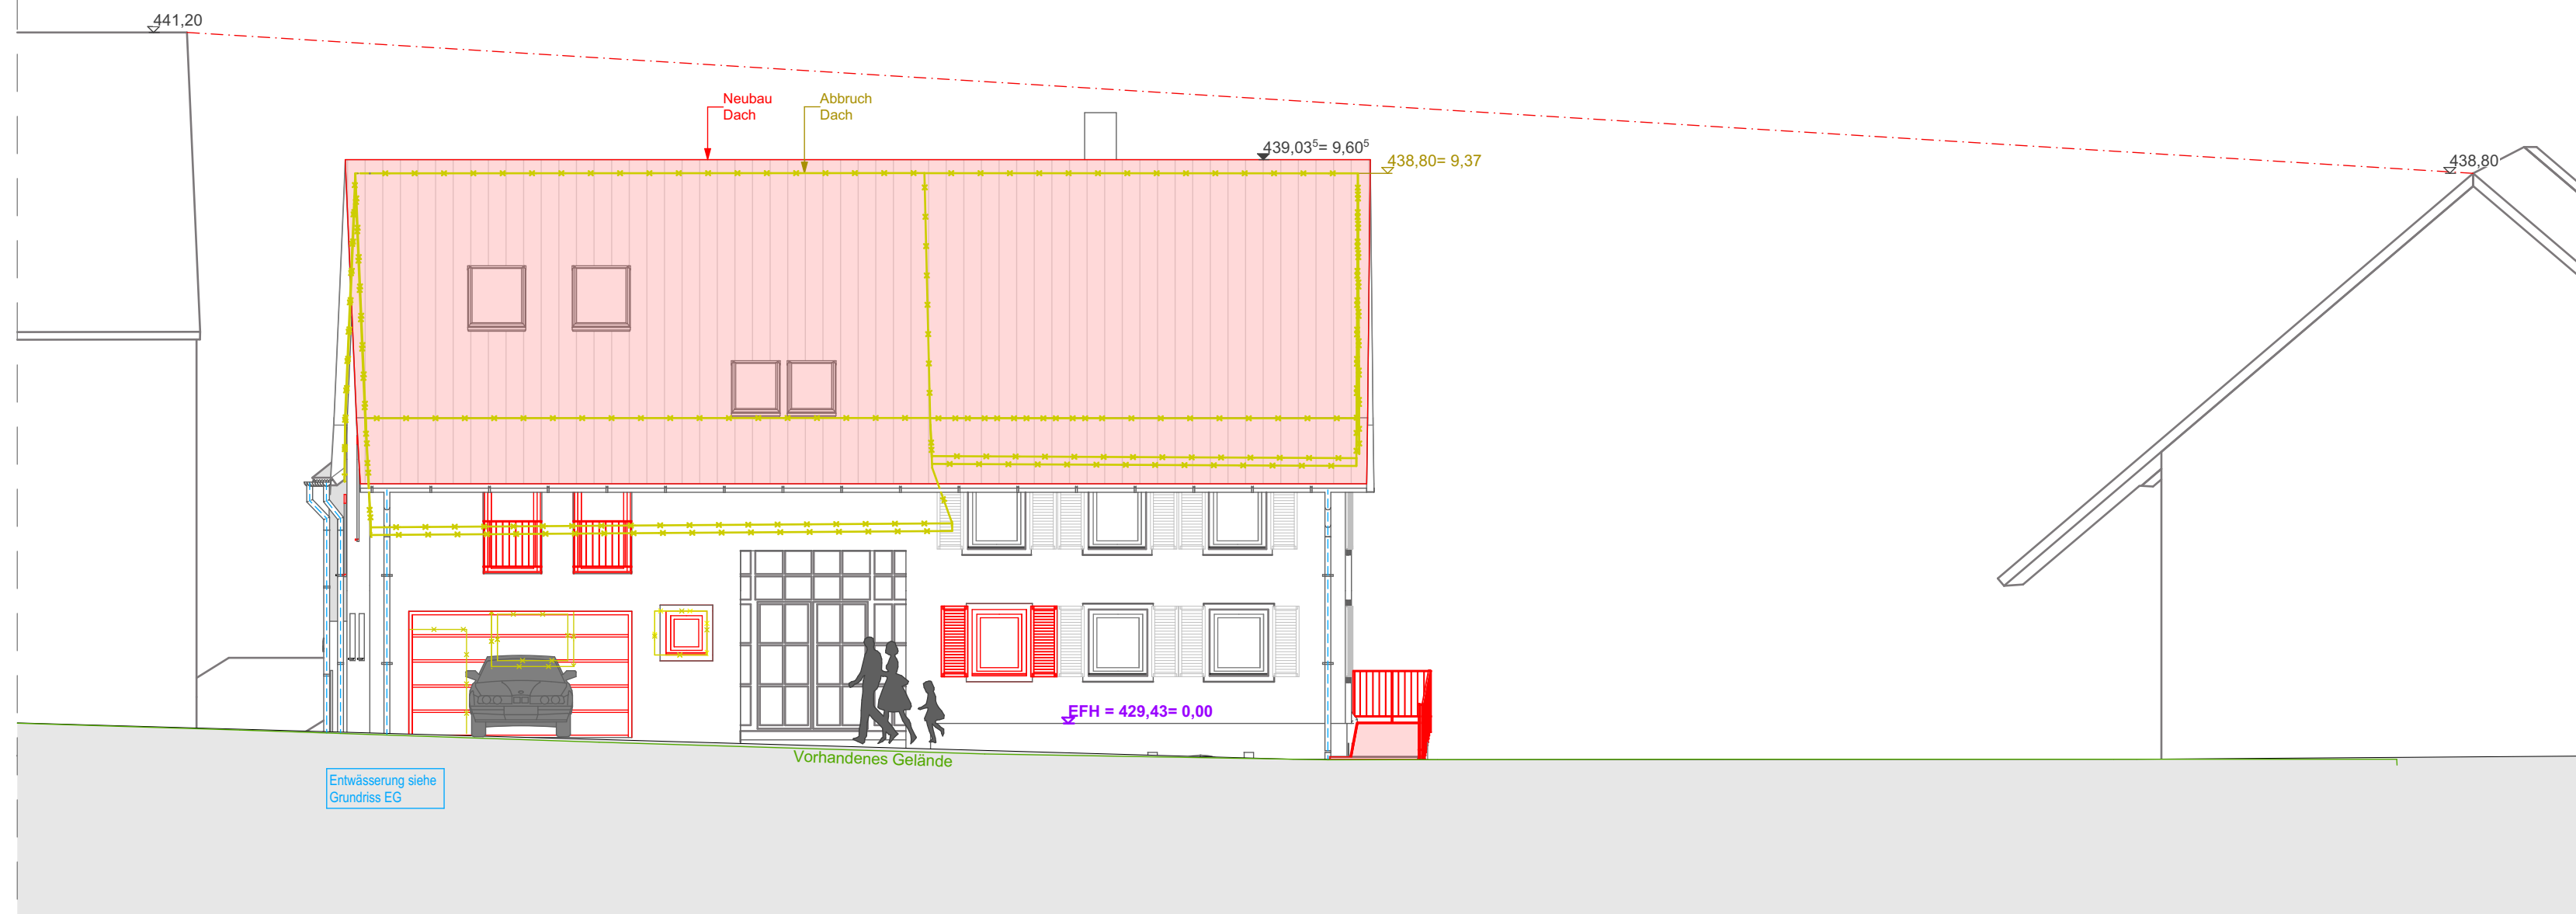 441,20
Neubau
Dach
Abbruch
Dach
439,03⁵= 9,60⁵
438,80= 9,37
438,80
EFH = 429,43= 0,00
Vorhandenes Gelände
Entwässerung siehe
Grundriss EG